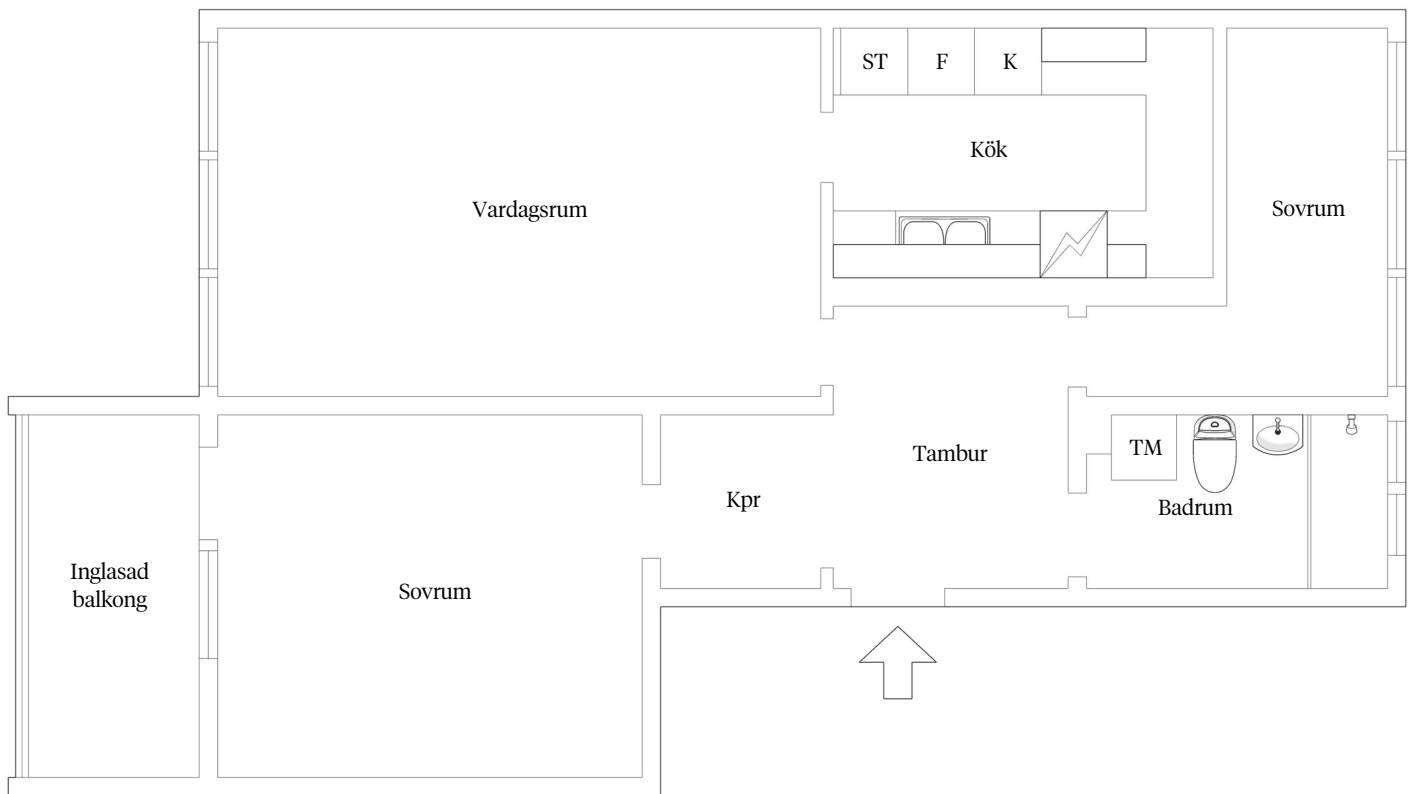 ST
F
K
Kök
Vardagsrum
Sovrum
Tambur
TM
Kpr
Badrum
Inglasad
balkong
Sovrum